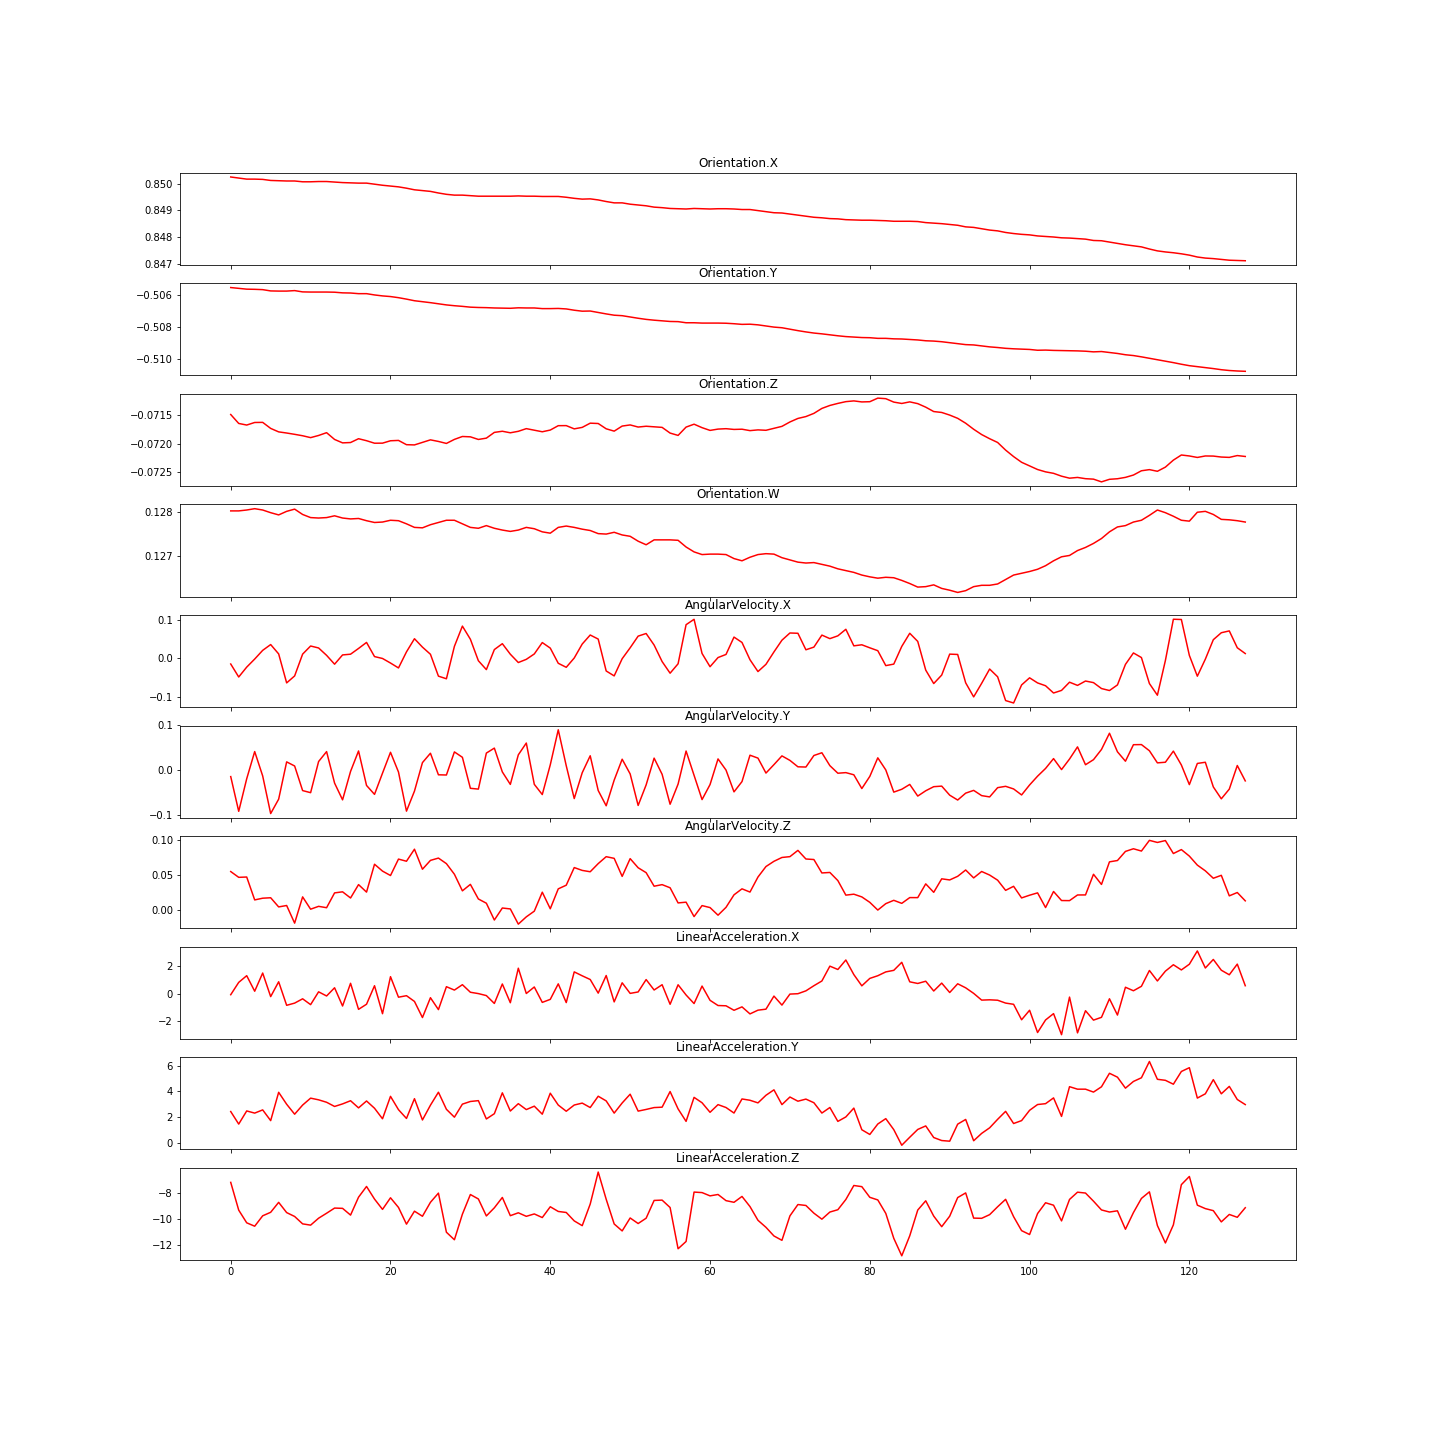 Orientation.X
0.850
0.849
0.848
0.847
Orientation.Y
−0.506
−0.508
−0.510
Orientation.Z
−0.0715
−0.0720
−0.0725
Orientation.W
0.128
0.127
AngularVelocity.X
0.1
0.0
−0.1
AngularVelocity.Y
0.1
0.0
−0.1
AngularVelocity.Z
0.10
0.05
0.00
LinearAcceleration.X
2
0
−2
LinearAcceleration.Y
6
4
2
0
LinearAcceleration.Z
−8
−10
−12
0 20 40 60 80 100 120